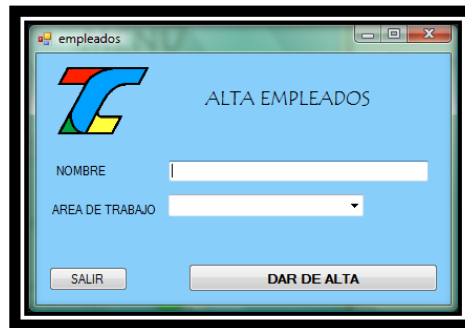 empleados
ALTA EMPLEADOS
NOMBRE
AREA DE TRABAJO
SALIR
DAR DE ALTA